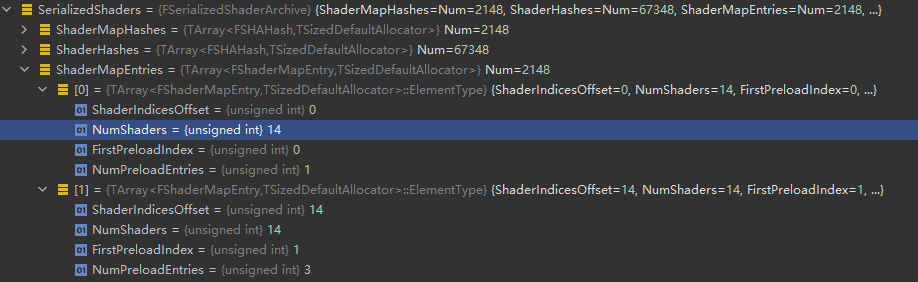 SerializedShaders = {FSerializedShaderArchive} {ShaderMapHashes=Num=2148, ShaderHashes=Num=67348, ShaderMapEntries=Num=2148, ...}
ShaderMapHashes = {TArray<FSHAHash,TSizedDefaultAllocator>} Num=2148
ShaderHashes = {TArray<FSHAHash,TSizedDefaultAllocator>} Num=67348
ShaderMapEntries = {TArray<FShaderMapEntry,TSizedDefaultAllocator>} Num=2148
[0] = {TArray<FShaderMapEntry,TSizedDefaultAllocator>::ElementType} {ShaderIndicesOffset=0, NumShaders=14, FirstPreloadIndex=0, ...}
01 ShaderIndicesOffset = {unsigned int} 0
01 NumShaders = {unsigned int} 14
01 FirstPreloadIndex = {unsigned int} 0
01 NumPreloadEntries = {unsigned int} 1
[1] = {TArray<FShaderMapEntry,TSizedDefaultAllocator>::ElementType} {ShaderIndicesOffset=14, NumShaders=14, FirstPreloadIndex=1, ...}
01 ShaderIndicesOffset = {unsigned int} 14
01 NumShaders = {unsigned int} 14
01 FirstPreloadIndex = {unsigned int} 1
01 NumPreloadEntries = {unsigned int} 3